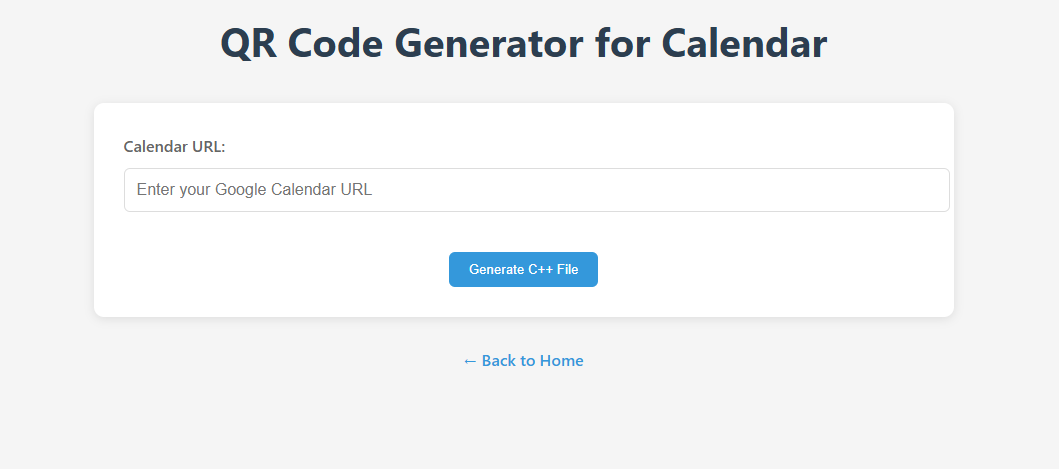 QR Code Generator for Calendar
Calendar URL:
Enter your Google Calendar URL
Generate C++ File
← Back to Home